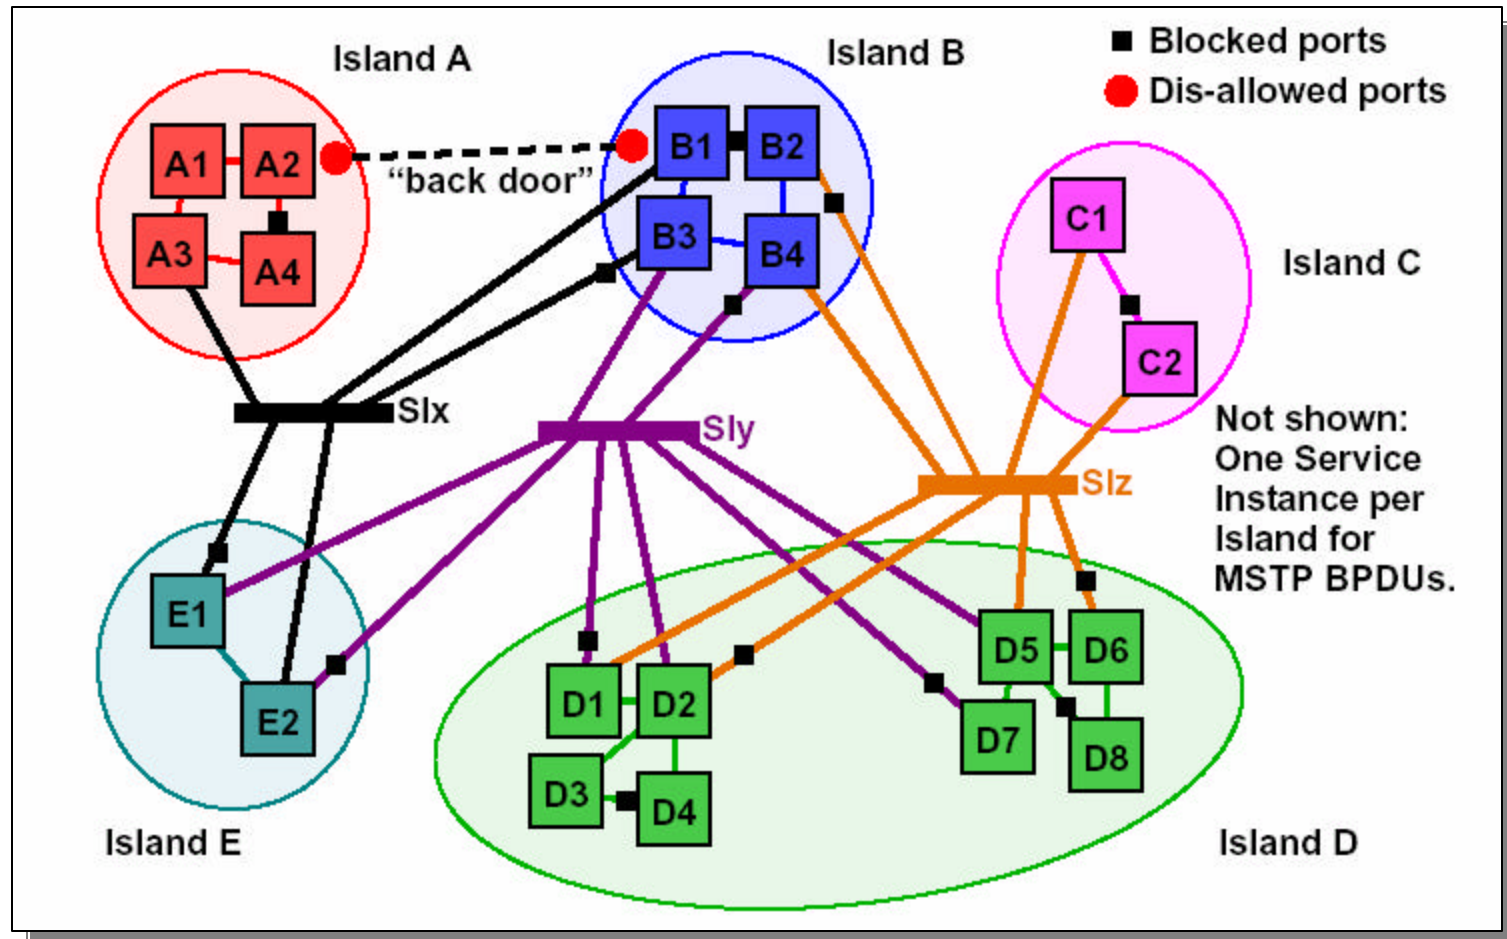 Island A
Island B
Blocked ports
Dis-allowed ports
"back door"
A1
A2
A3
A4
B1
B2
B3
B4
C1
C2
Island C
SIx
SIy
SIz
Not shown:
One Service
Instance per
Island for
MSTP BPDUs.
E1
E2
D1
D2
D3
D4
D5
D6
D7
D8
Island E
Island D